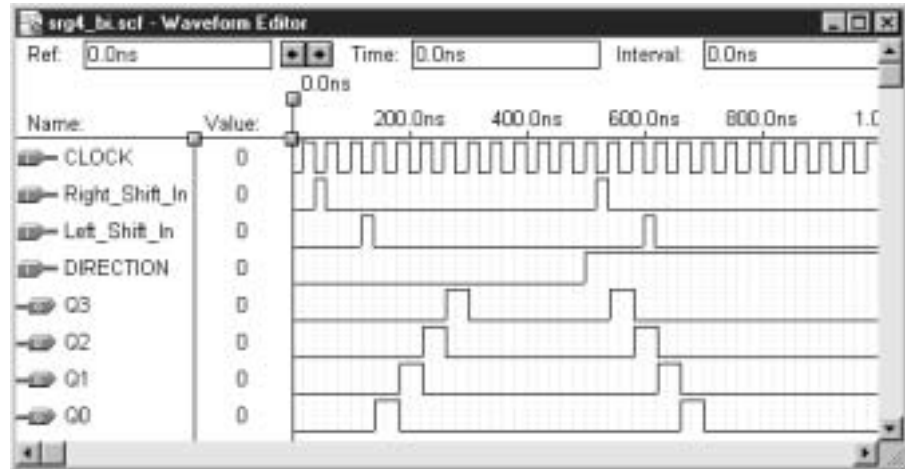 srg4_bi.scf - Waveform Editor
Ref: 0.0ns Time: 0.0ns Interval: 0.0ns
0.0ns
Name: Value: 200.0ns 400.0ns 600.0ns 800.0ns 1.0
CLOCK 0
Right_Shift_In 0
Left_Shift_In 0
DIRECTION 0
Q3 0
Q2 0
Q1 0
Q0 0